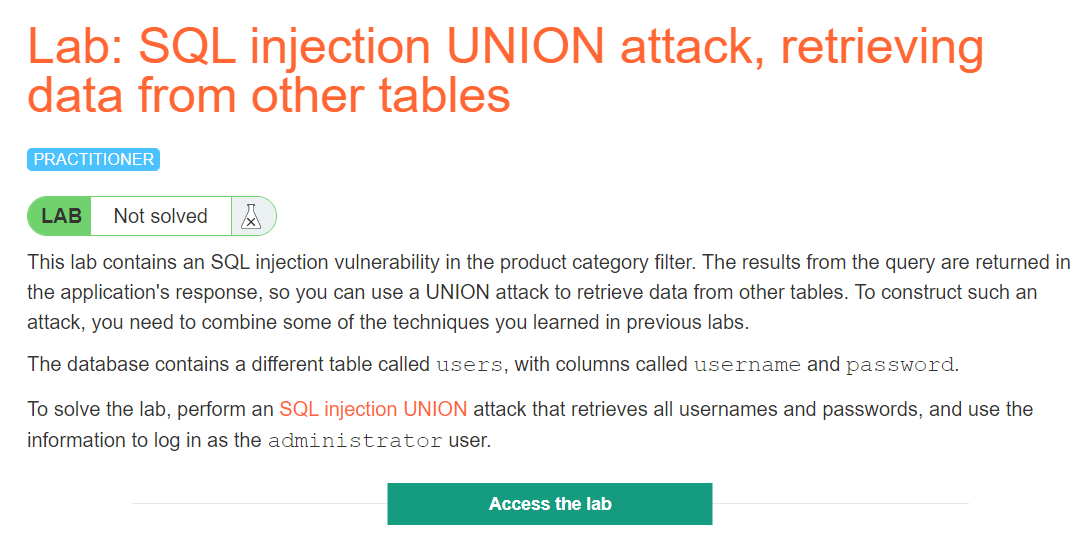 Lab: SQL injection UNION attack, retrieving
data from other tables
PRACTITIONER
LAB Not solved
This lab contains an SQL injection vulnerability in the product category filter. The results from the query are returned in
the application's response, so you can use a UNION attack to retrieve data from other tables. To construct such an
attack, you need to combine some of the techniques you learned in previous labs.
The database contains a different table called users, with columns called username and password.
To solve the lab, perform an SQL injection UNION attack that retrieves all usernames and passwords, and use the
information to log in as the administrator user.
Access the lab